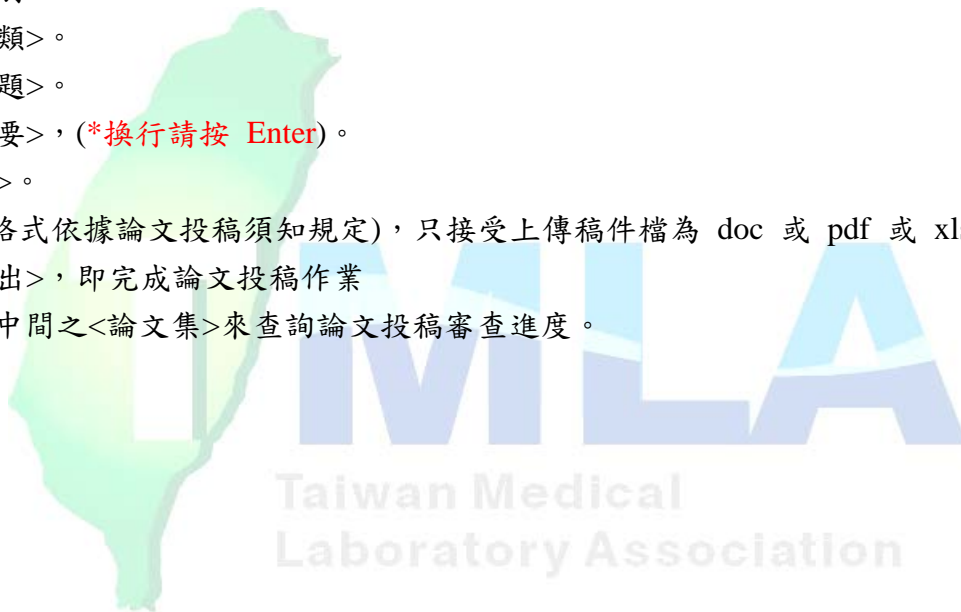 類>。
題>。
要>，(*換行請按 Enter)。
>。
格式依據論文投稿須知規定)，只接受上傳稿件檔為 doc 或 pdf 或 xls
出>，即完成論文投稿作業
中間之<論文集>來查詢論文投稿審查進度。
TMLA
Taiwan Medical
Laboratory Association